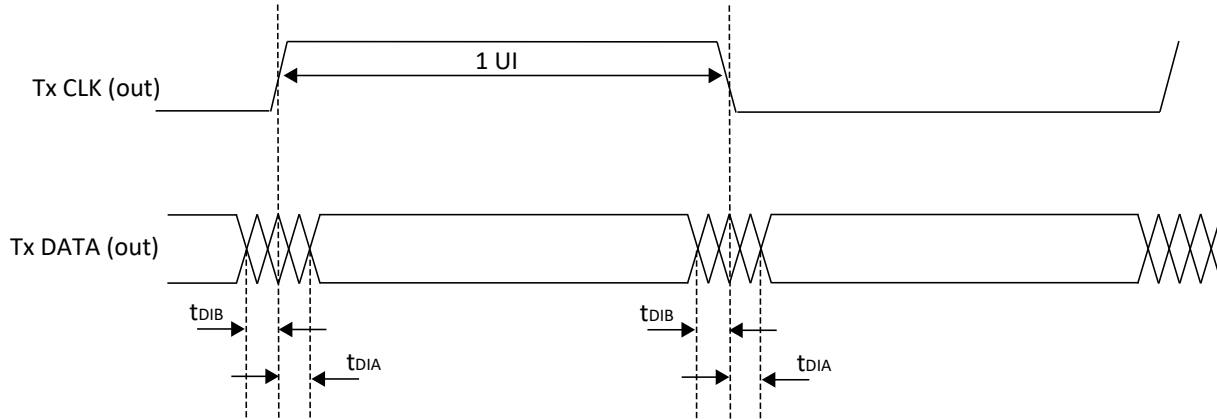 1 UI
Tx CLK (out)
Tx DATA (out)
tDIB
tDIB
tDIA
tDIA